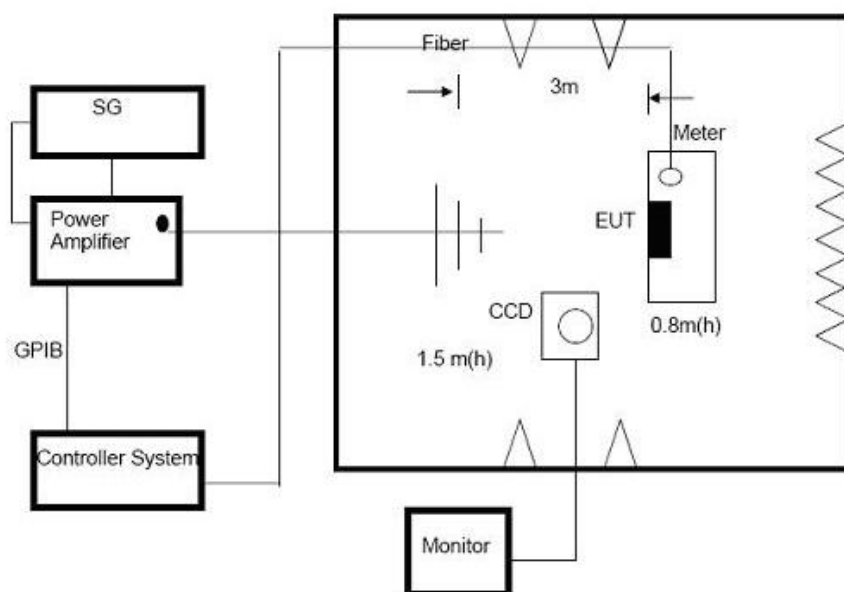 Fiber
3m
SG
Meter
Power
Amplifier
EUT
CCD
0.8m(h)
GPIB
1.5 m(h)
Controller System
Monitor